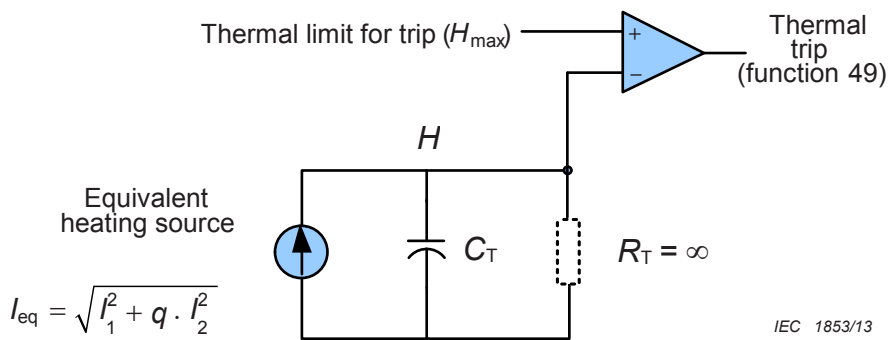 Thermal limit for trip (Hmax)
+
−
Thermal
trip
(function 49)
H
Equivalent
heating source
CT
RT = ∞
Ieq = √(I₁² + q . I₂²)
IEC 1853/13